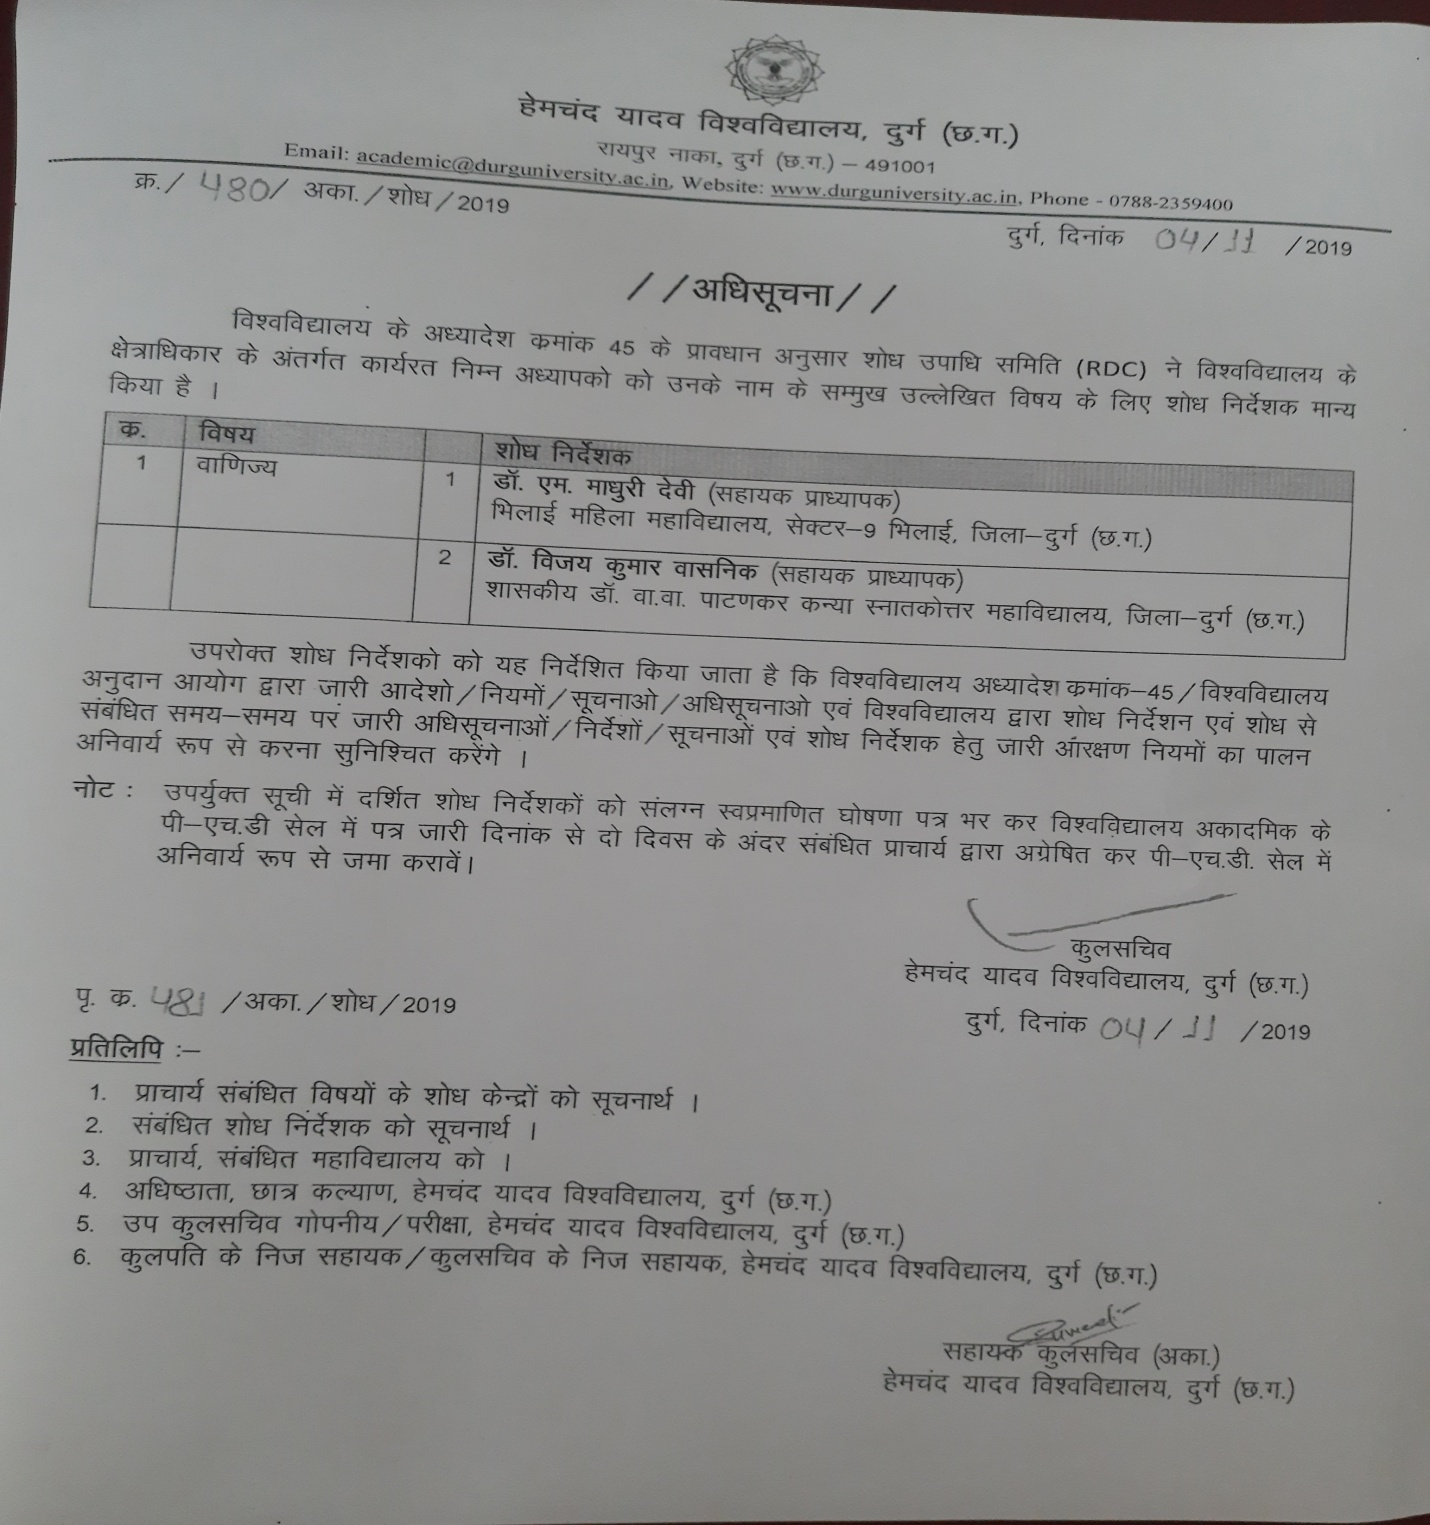 हेमचंद यादव विश्वविद्यालय, दुर्ग (छ.ग.)
रायपुर नाका, दुर्ग (छ.ग.) – 491001
Email: academic@durguniversity.ac.in, Website: www.durguniversity.ac.in, Phone - 0788-2359400
क्र./ 480/ अका./शोध/2019
दुर्ग, दिनांक 04/11 /2019
//अधिसूचना//
विश्वविद्यालय के अध्यादेश कमांक 45 के प्रावधान अनुसार शोध उपाधि समिति (RDC) ने विश्वविद्यालय के
क्षेत्राधिकार के अंतर्गत कार्यरत निम्न अध्यापको को उनके नाम के सम्मुख उल्लेखित विषय के लिए शोध निर्देशक मान्य
किया है ।
क. विषय शोध निर्देशक
1 वाणिज्य 1 डॉ. एम. माधुरी देवी (सहायक प्राध्यापक)
भिलाई महिला महाविद्यालय, सेक्टर–9 भिलाई, जिला–दुर्ग (छ.ग.)
2 डॉ. विजय कुमार वासनिक (सहायक प्राध्यापक)
शासकीय डॉ. वा.वा. पाटणकर कन्या स्नातकोत्तर महाविद्यालय, जिला–दुर्ग (छ.ग.)
उपरोक्त शोध निर्देशको को यह निर्देशित किया जाता है कि विश्वविद्यालय अध्यादेश कमांक–45/विश्वविद्यालय
अनुदान आयोग द्वारा जारी आदेशो/नियमों/सूचनाओ/अधिसूचनाओ एवं विश्वविद्यालय द्वारा शोध निर्देशन एवं शोध से
संबंधित समय–समय पर जारी अधिसूचनाओं/निर्देशों/सूचनाओं एवं शोध निर्देशक हेतु जारी आरक्षण नियमों का पालन
अनिवार्य रूप से करना सुनिश्चित करेंगे ।
नोट : उपर्युक्त सूची में दर्शित शोध निर्देशकों को संलग्न स्वप्रमाणित घोषणा पत्र भर कर विश्वविद्यालय अकादमिक के
पी–एच.डी सेल में पत्र जारी दिनांक से दो दिवस के अंदर संबंधित प्राचार्य द्वारा अग्रेषित कर पी–एच.डी. सेल में
अनिवार्य रूप से जमा करावें।
कुलसचिव
हेमचंद यादव विश्वविद्यालय, दुर्ग (छ.ग.)
पृ. क. 481 /अका./शोध/2019
दुर्ग, दिनांक 04/11 /2019
प्रतिलिपि :–
1. प्राचार्य संबंधित विषयों के शोध केन्द्रों को सूचनार्थ ।
2. संबंधित शोध निर्देशक को सूचनार्थ ।
3. प्राचार्य, संबंधित महाविद्यालय को ।
4. अधिष्ठाता, छात्र कल्याण, हेमचंद यादव विश्वविद्यालय, दुर्ग (छ.ग.)
5. उप कुलसचिव गोपनीय/परीक्षा, हेमचंद यादव विश्वविद्यालय, दुर्ग (छ.ग.)
6. कुलपति के निज सहायक/कुलसचिव के निज सहायक, हेमचंद यादव विश्वविद्यालय, दुर्ग (छ.ग.)
सहायक कुलसचिव (अका.)
हेमचंद यादव विश्वविद्यालय, दुर्ग (छ.ग.)